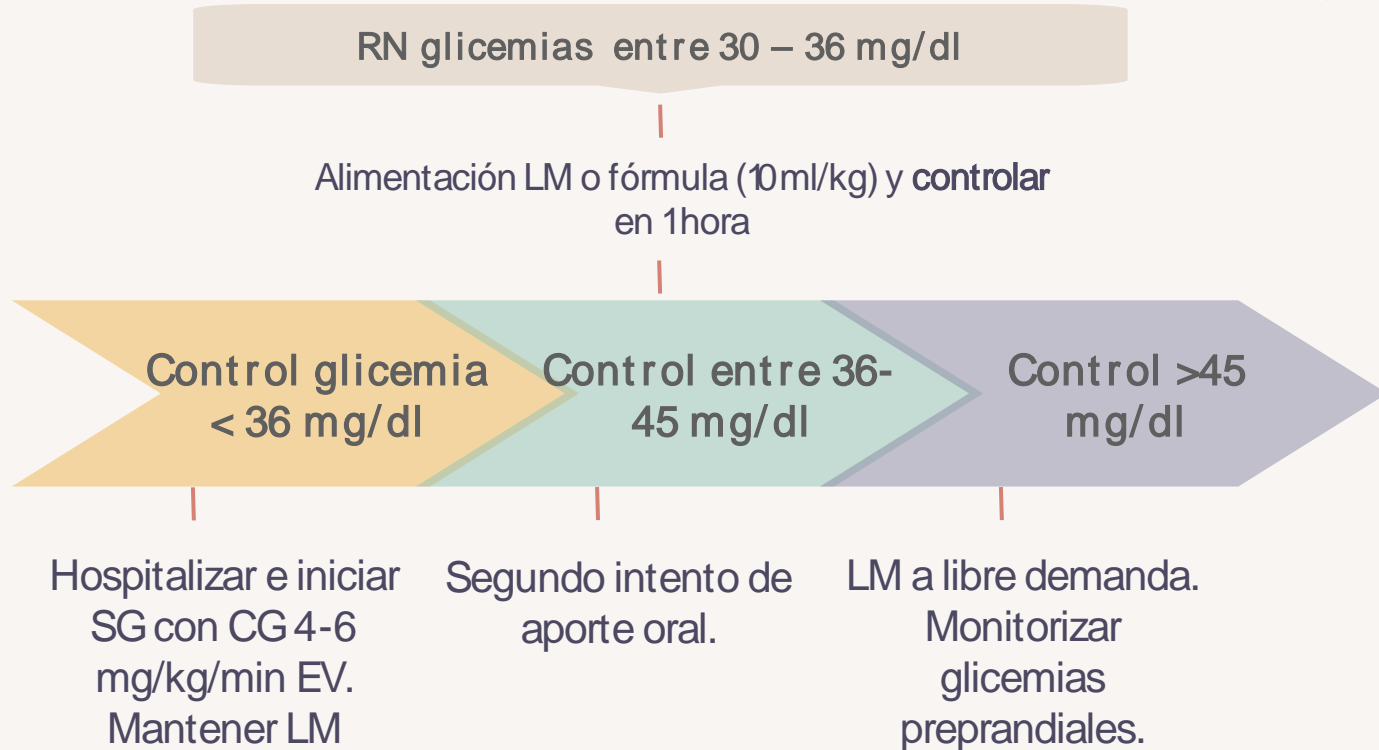 RN glicemias entre 30 – 36 mg/dl
Alimentación LM o fórmula (10ml/kg) y controlar
en 1hora
Control glicemia
< 36 mg/dl
Control entre 36-
45 mg/dl
Control >45
mg/dl
Hospitalizar e iniciar
SG con CG 4-6
mg/kg/min EV.
Mantener LM
Segundo intento de
aporte oral.
LM a libre demanda.
Monitorizar
glicemias
preprandiales.